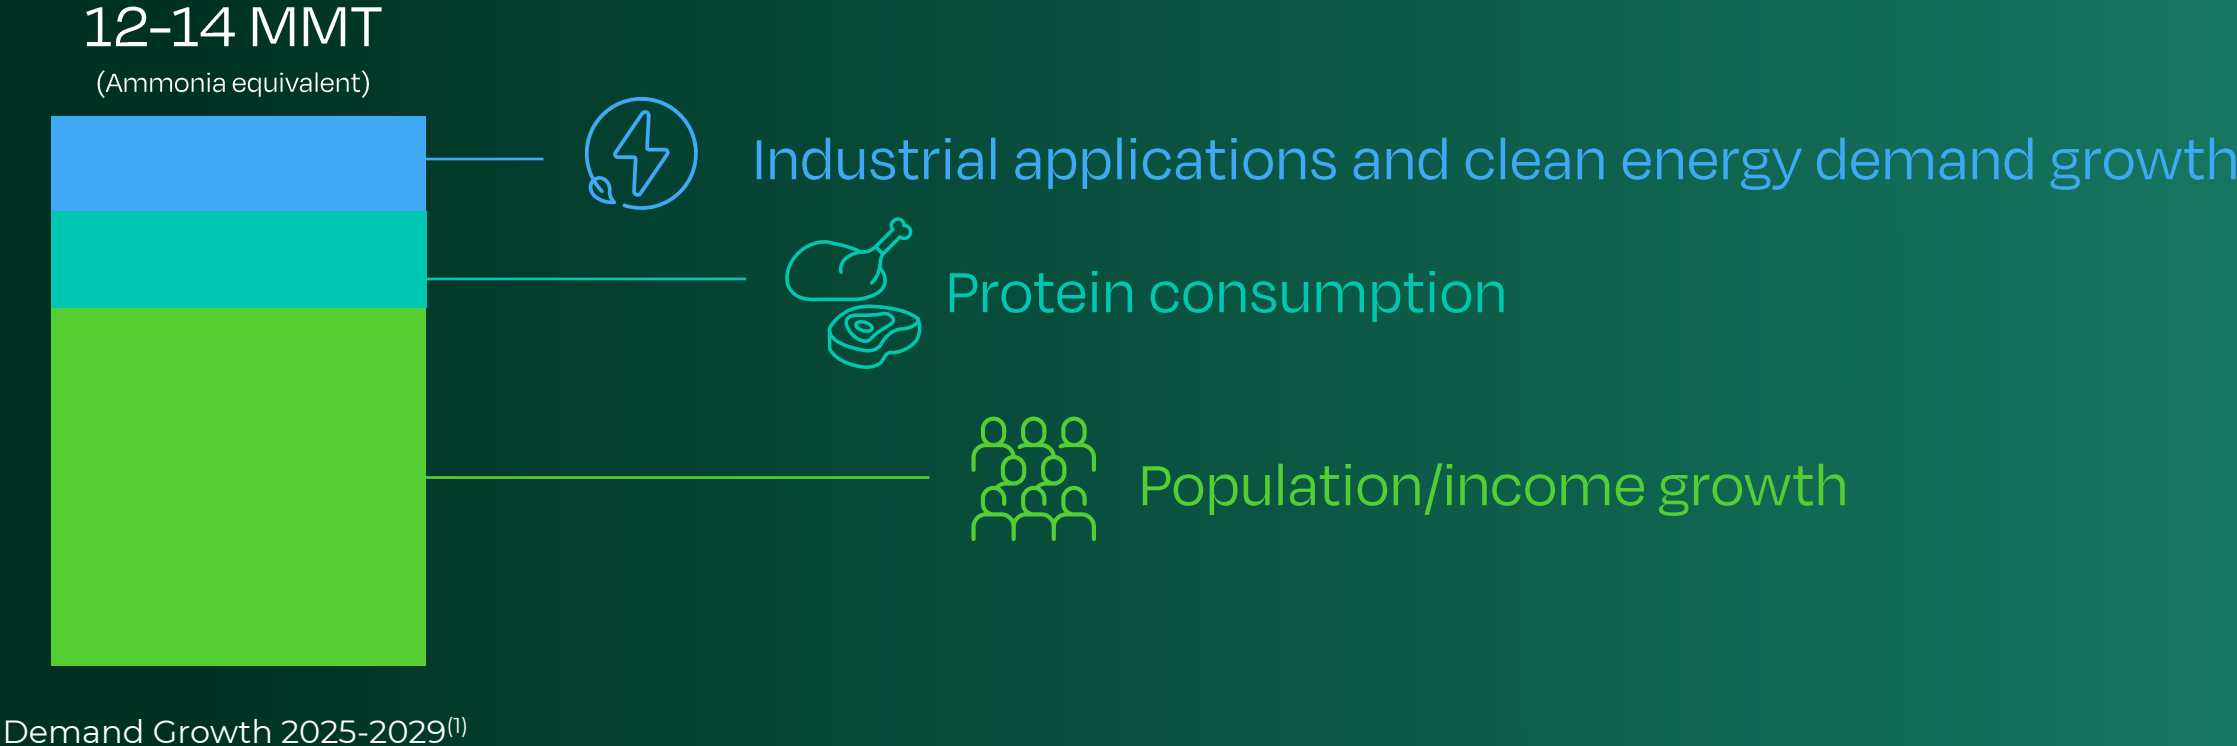 12-14 MMT
(Ammonia equivalent)
Industrial applications and clean energy demand growth
Protein consumption
Population/income growth
Demand Growth 2025-2029(1)